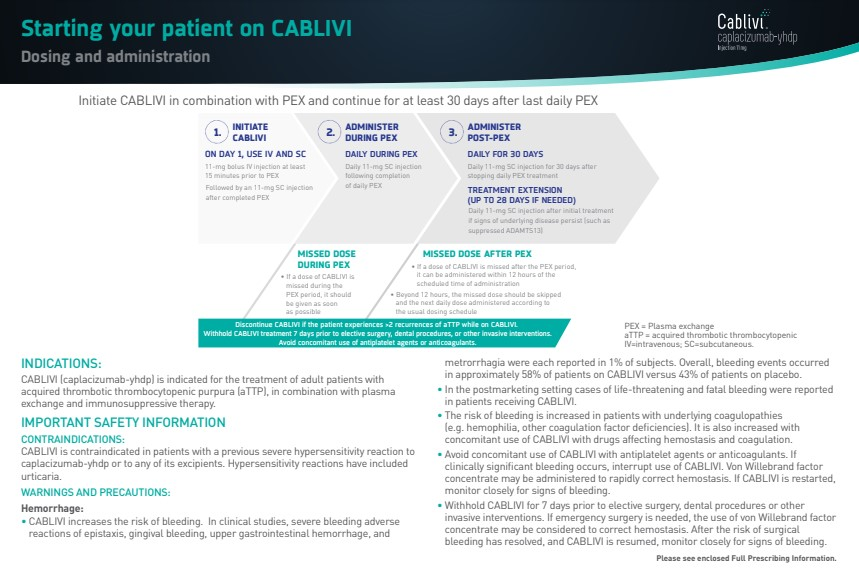 Starting your patient on CABLIVI
Dosing and administration
Cablivi
caplacizumab-yhdp
Injection 11mg
Initiate CABLIVI in combination with PEX and continue for at least 30 days after last daily PEX
1. INITIATE
CABLIVI
ON DAY 1, USE IV AND SC
11-mg bolus IV injection at least
15 minutes prior to PEX
Followed by an 11-mg SC injection
after completed PEX
2. ADMINISTER
DURING PEX
DAILY DURING PEX
Daily 11-mg SC injection
following completion
of daily PEX
3. ADMINISTER
POST-PEX
DAILY FOR 30 DAYS
Daily 11-mg SC injection for 30 days after
stopping daily PEX treatment
TREATMENT EXTENSION
(UP TO 28 DAYS IF NEEDED)
Daily 11-mg SC injection after initial treatment
if signs of underlying disease persist (such as
suppressed ADAMTS13)
MISSED DOSE
DURING PEX
• If a dose of CABLIVI is
missed during the
PEX period, it should
be given as soon
as possible
MISSED DOSE AFTER PEX
• If a dose of CABLIVI is missed after the PEX period,
it can be administered within 12 hours of the
scheduled time of administration
• Beyond 12 hours, the missed dose should be skipped
and the next daily dose administered according to
the usual dosing schedule
Discontinue CABLIVI if the patient experiences >2 recurrences of aTTP while on CABLIVI.
Withhold CABLIVI treatment 7 days prior to elective surgery, dental procedures, or other invasive interventions.
Avoid concomitant use of antiplatelet agents or anticoagulants.
PEX = Plasma exchange
aTTP = acquired thrombotic thrombocytopenic
IV=intravenous; SC=subcutaneous.
INDICATIONS:
CABLIVI (caplacizumab-yhdp) is indicated for the treatment of adult patients with
acquired thrombotic thrombocytopenic purpura (aTTP), in combination with plasma
exchange and immunosuppressive therapy.
IMPORTANT SAFETY INFORMATION
CONTRAINDICATIONS:
CABLIVI is contraindicated in patients with a previous severe hypersensitivity reaction to
caplacizumab-yhdp or to any of its excipients. Hypersensitivity reactions have included
urticaria.
WARNINGS AND PRECAUTIONS:
Hemorrhage:
• CABLIVI increases the risk of bleeding. In clinical studies, severe bleeding adverse
reactions of epistaxis, gingival bleeding, upper gastrointestinal hemorrhage, and
metrorrhagia were each reported in 1% of subjects. Overall, bleeding events occurred
in approximately 58% of patients on CABLIVI versus 43% of patients on placebo.
• In the postmarketing setting cases of life-threatening and fatal bleeding were reported
in patients receiving CABLIVI.
• The risk of bleeding is increased in patients with underlying coagulopathies
(e.g. hemophilia, other coagulation factor deficiencies). It is also increased with
concomitant use of CABLIVI with drugs affecting hemostasis and coagulation.
• Avoid concomitant use of CABLIVI with antiplatelet agents or anticoagulants. If
clinically significant bleeding occurs, interrupt use of CABLIVI. Von Willebrand factor
concentrate may be administered to rapidly correct hemostasis. If CABLIVI is restarted,
monitor closely for signs of bleeding.
• Withhold CABLIVI for 7 days prior to elective surgery, dental procedures or other
invasive interventions. If emergency surgery is needed, the use of von Willebrand factor
concentrate may be considered to correct hemostasis. After the risk of surgical
bleeding has resolved, and CABLIVI is resumed, monitor closely for signs of bleeding.
Please see enclosed Full Prescribing Information.